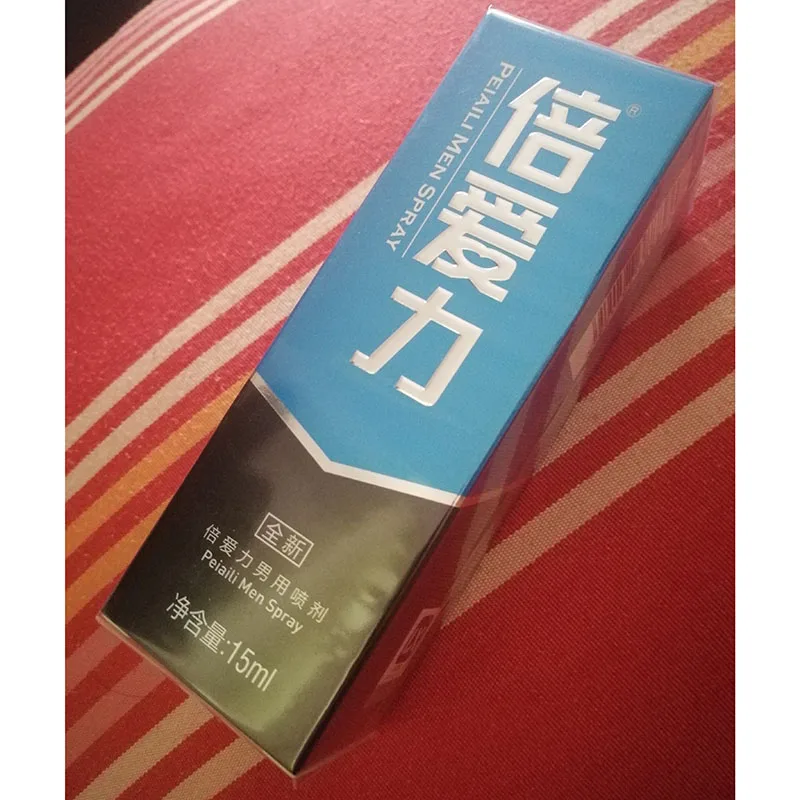 倍爱力®
PEIAILI MEN SPRAY
全新
倍爱力男用喷剂
Peiaili Men Spray
净含量:15ml